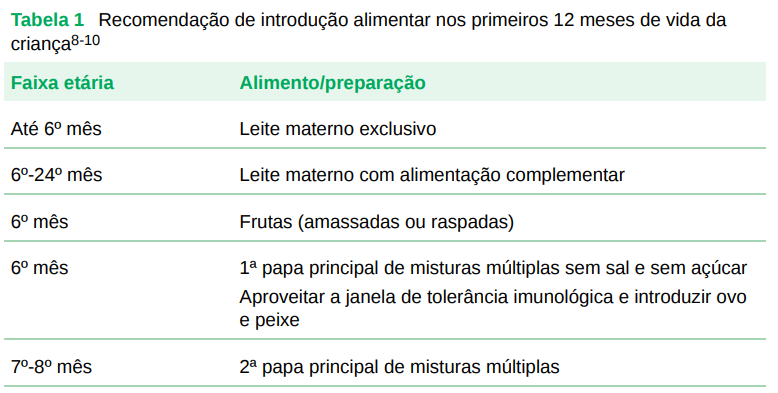 Tabela 1 Recomendação de introdução alimentar nos primeiros 12 meses de vida da
criança8-10
Faixa etária Alimento/preparação
Até 6º mês Leite materno exclusivo
6º-24º mês Leite materno com alimentação complementar
6º mês Frutas (amassadas ou raspadas)
6º mês 1ª papa principal de misturas múltiplas sem sal e sem açúcar
Aproveitar a janela de tolerância imunológica e introduzir ovo
e peixe
7º-8º mês 2ª papa principal de misturas múltiplas